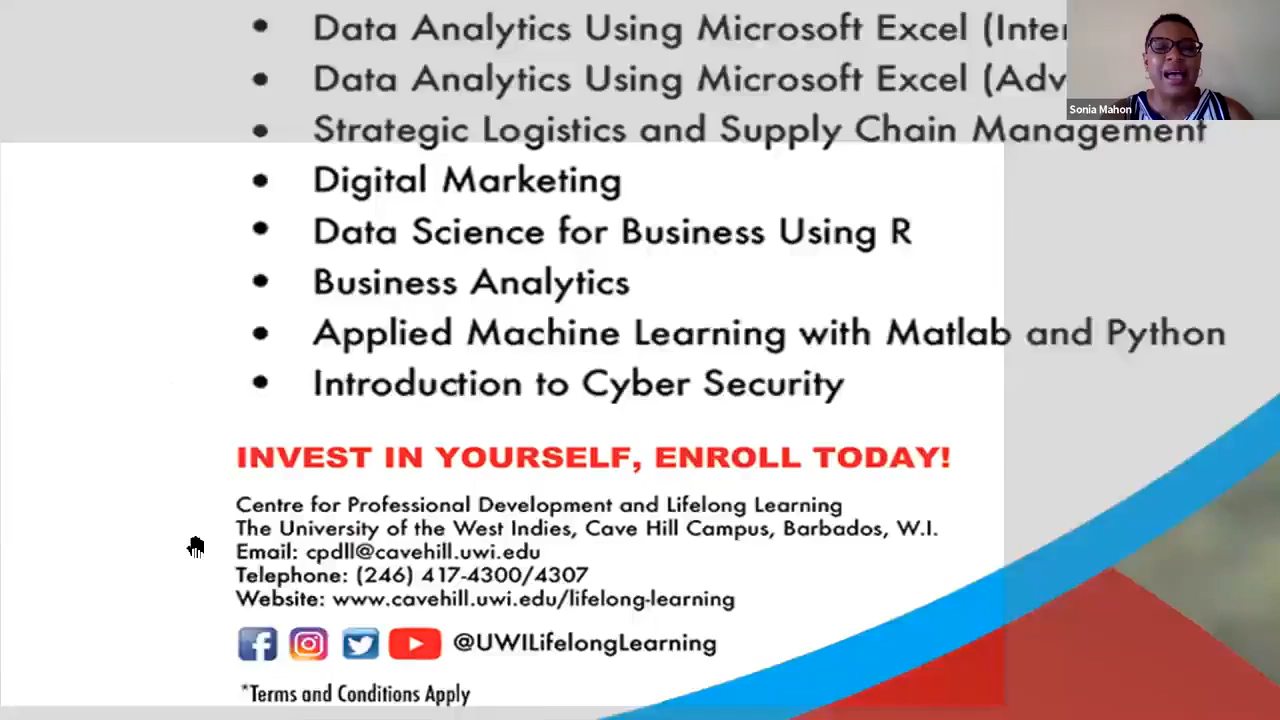 Data Analytics Using Microsoft Excel (Inter
Data Analytics Using Microsoft Excel (Adv
Sonia Mahon
Strategic Logistics and Supply Chain Management
Digital Marketing
Data Science for Business Using R
Business Analytics
Applied Machine Learning with Matlab and Python
Introduction to Cyber Security
INVEST IN YOURSELF, ENROLL TODAY!
Centre for Professional Development and Lifelong Learning
The University of the West Indies, Cave Hill Campus, Barbados, W.I.
Email: cpdll@cavehill.uwi.edu
Telephone: (246) 417-4300/4307
Website: www.cavehill.uwi.edu/lifelong-learning
@UWILifelongLearning
*Terms and Conditions Apply